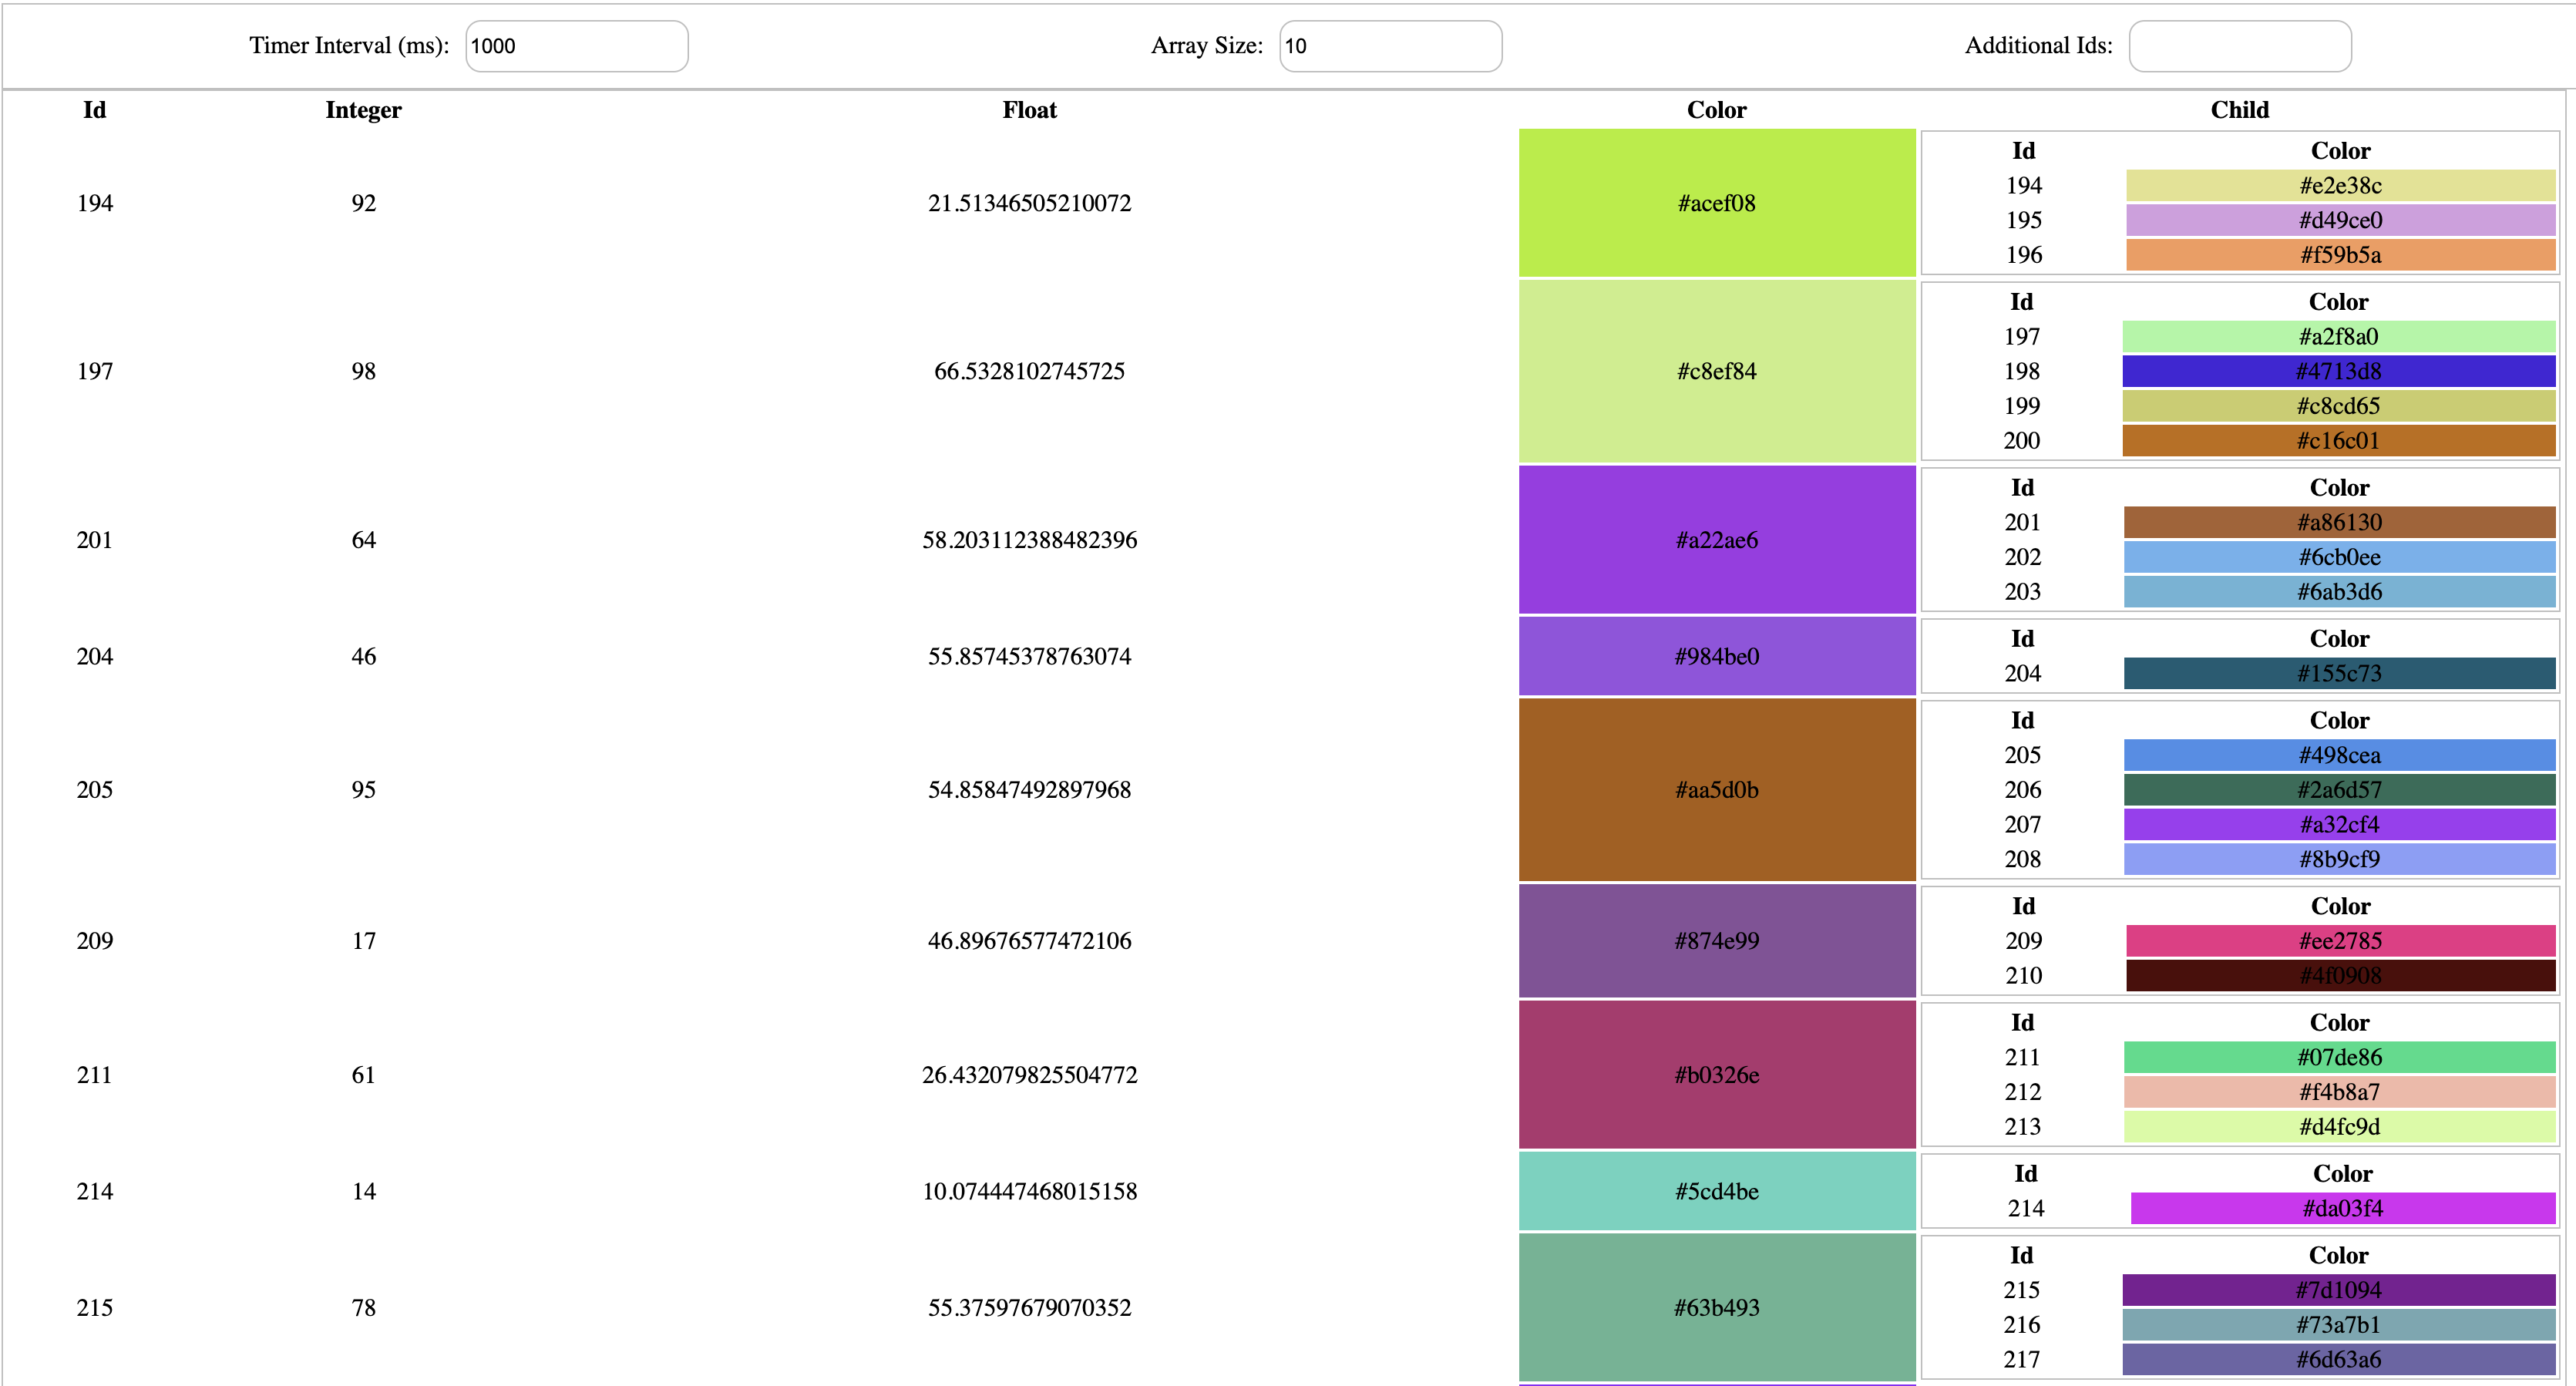 Timer Interval (ms): 1000 Array Size: 10 Additional Ids:
Id Integer Float Color Child
194 92 21.51346505210072 #acef08
Id Color
194 #e2e38c
195 #d49ce0
196 #f59b5a
197 98 66.5328102745725 #c8ef84
Id Color
197 #a2f8a0
198 #4713d8
199 #c8cd65
200 #c16c01
201 64 58.203112388482396 #a22ae6
Id Color
201 #a86130
202 #6cb0ee
203 #6ab3d6
204 46 55.85745378763074 #984be0
Id Color
204 #155c73
205 95 54.85847492897968 #aa5d0b
Id Color
205 #498cea
206 #2a6d57
207 #a32cf4
208 #8b9cf9
209 17 46.89676577472106 #874e99
Id Color
209 #ee2785
210 #4f0908
211 61 26.432079825504772 #b0326e
Id Color
211 #07de86
212 #f4b8a7
213 #d4fc9d
214 14 10.074447468015158 #5cd4be
Id Color
214 #da03f4
215 78 55.37597679070352 #63b493
Id Color
215 #7d1094
216 #73a7b1
217 #6d63a6